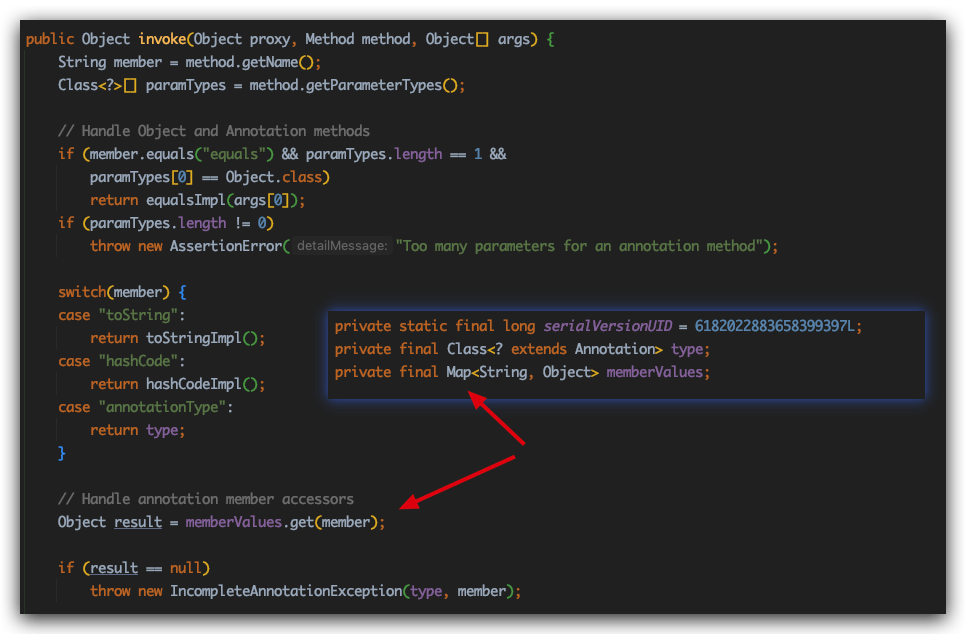 public Object invoke(Object proxy, Method method, Object[] args) {
String member = method.getName();
Class<?>[] paramTypes = method.getParameterTypes();
// Handle Object and Annotation methods
if (member.equals("equals") && paramTypes.length == 1 &&
paramTypes[0] == Object.class)
return equalsImpl(args[0]);
if (paramTypes.length != 0)
throw new AssertionError( detailMessage: "Too many parameters for an annotation method");
switch(member) {
case "toString":
return toStringImpl();
case "hashCode":
return hashCodeImpl();
case "annotationType":
return type;
}
private static final long serialVersionUID = 6182022883658399397L;
private final Class<? extends Annotation> type;
private final Map<String, Object> memberValues;
// Handle annotation member accessors
Object result = memberValues.get(member);
if (result == null)
throw new IncompleteAnnotationException(type, member);